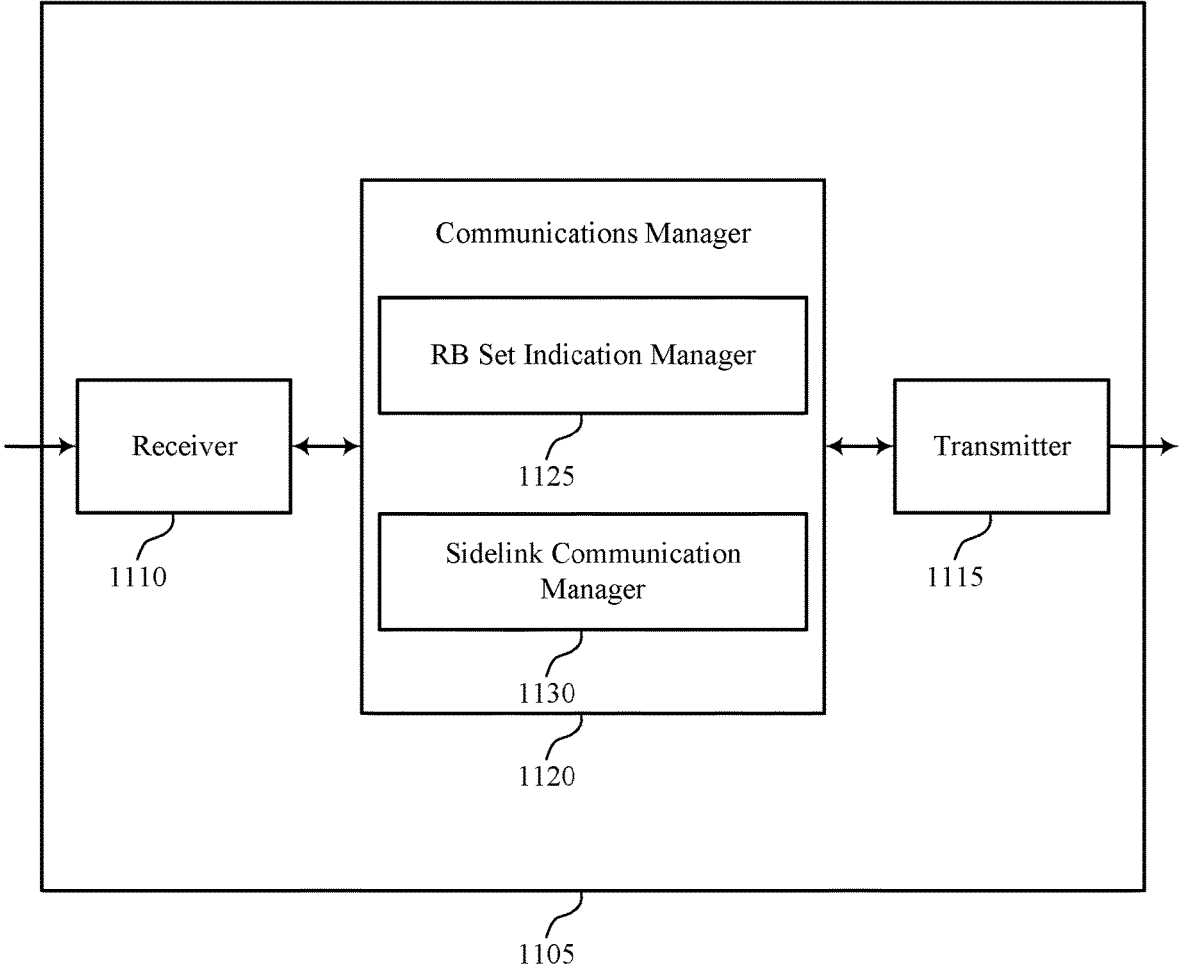 Communications Manager
RB Set Indication Manager
1125
Receiver
1110
Transmitter
1115
Sidelink Communication
Manager
1130
1120
1105